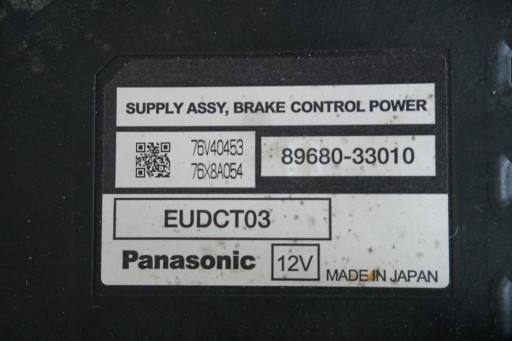 SUPPLY ASSY, BRAKE CONTROL POWER
76V40453
76X8A054
89680-33010
EUDCT03
Panasonic 12V MADE IN JAPAN